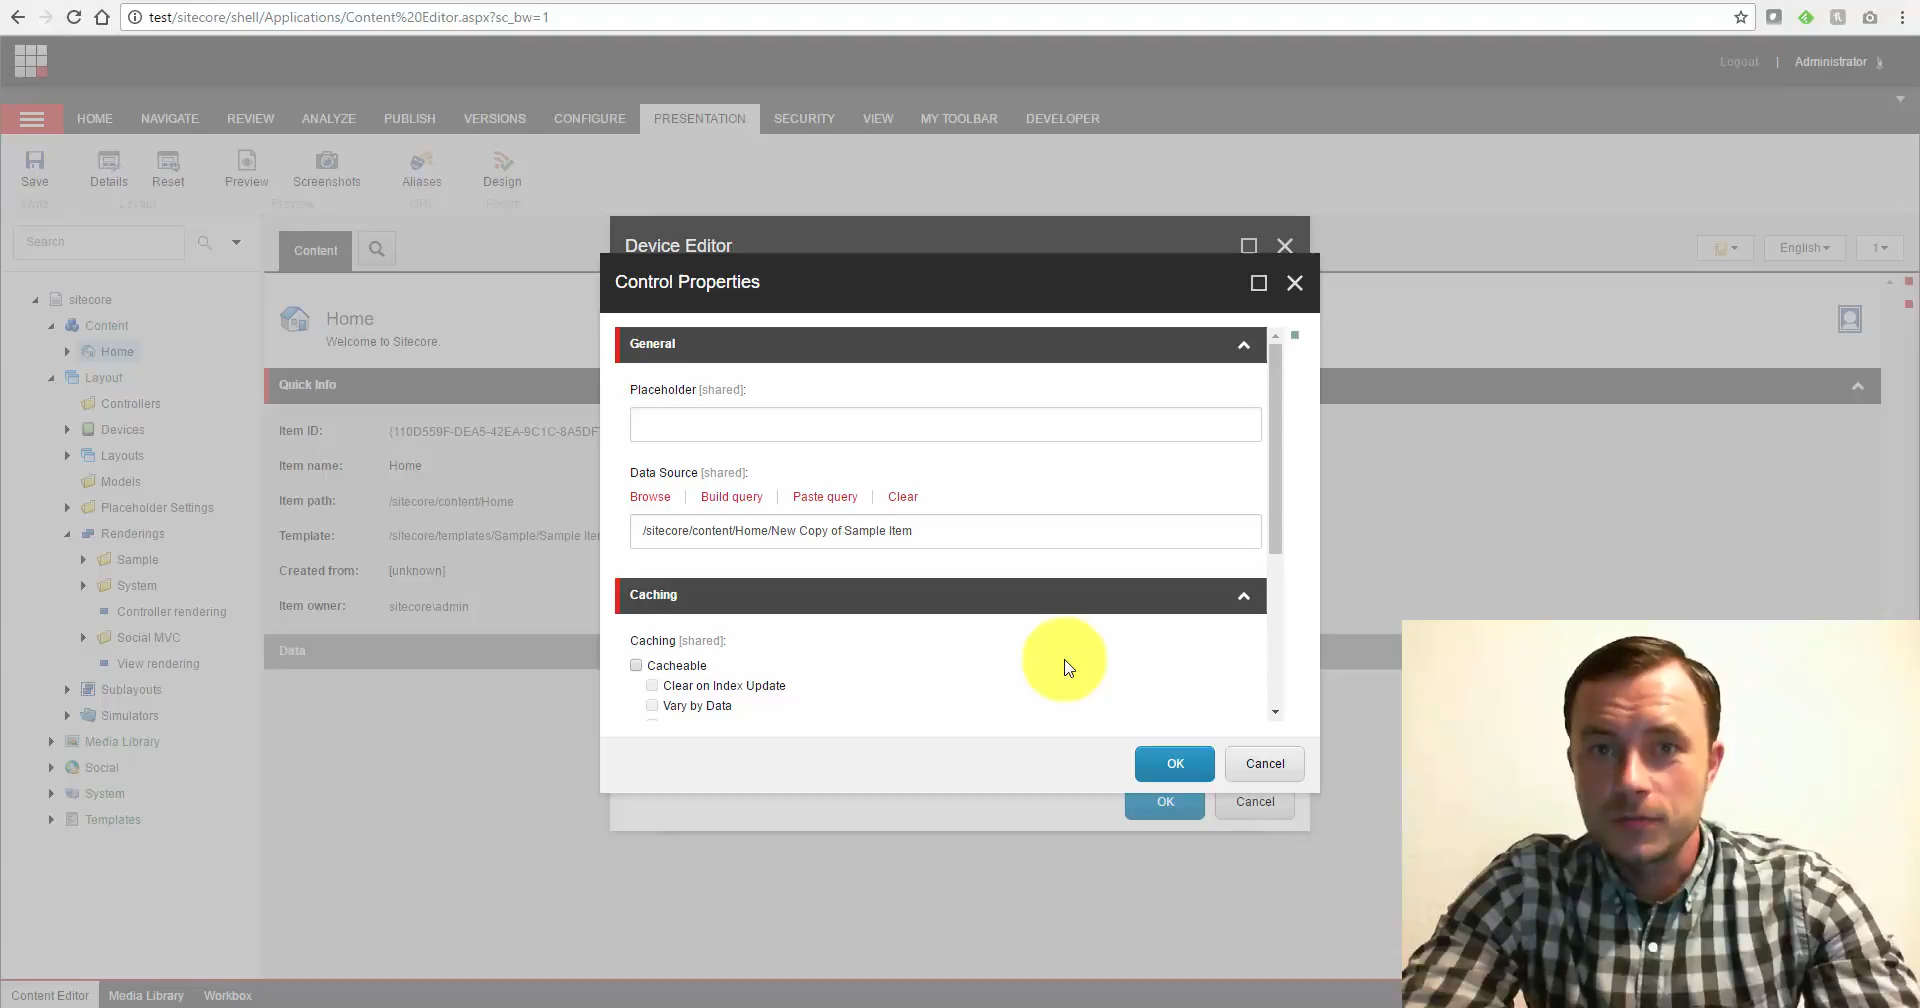 test/sitecore/shell/Applications/Content%20Editor.aspx?sc_bw=1
Logout | Administrator
HOME NAVIGATE REVIEW ANALYZE PUBLISH VERSIONS CONFIGURE PRESENTATION SECURITY VIEW MY TOOLBAR DEVELOPER
Save Details Reset Preview Screenshots Aliases Design
Write Layout Preview URL
Search
Content
English 1
Device Editor
Control Properties
sitecore
Content
Home
Layout
Controllers
Devices
Layouts
Models
Placeholder Settings
Renderings
Sample
System
Controller rendering
Social MVC
View rendering
Sublayouts
Simulators
Media Library
Social
System
Templates
Home
Welcome to Sitecore.
Quick Info
Item ID: {110D559F-DEA5-42EA-9C1C-8A5DF
Item name: Home
Item path: /sitecore/content/Home
Template: /sitecore/templates/Sample/Sample Iter
Created from: [unknown]
Item owner: sitecore\admin
Data
General
Placeholder [shared]:
Data Source [shared]:
Browse Build query Paste query Clear
/sitecore/content/Home/New Copy of Sample Item
Caching
Caching [shared]:
Cacheable
Clear on Index Update
Vary by Data
OK Cancel
OK Cancel
Content Editor Media Library Workbox